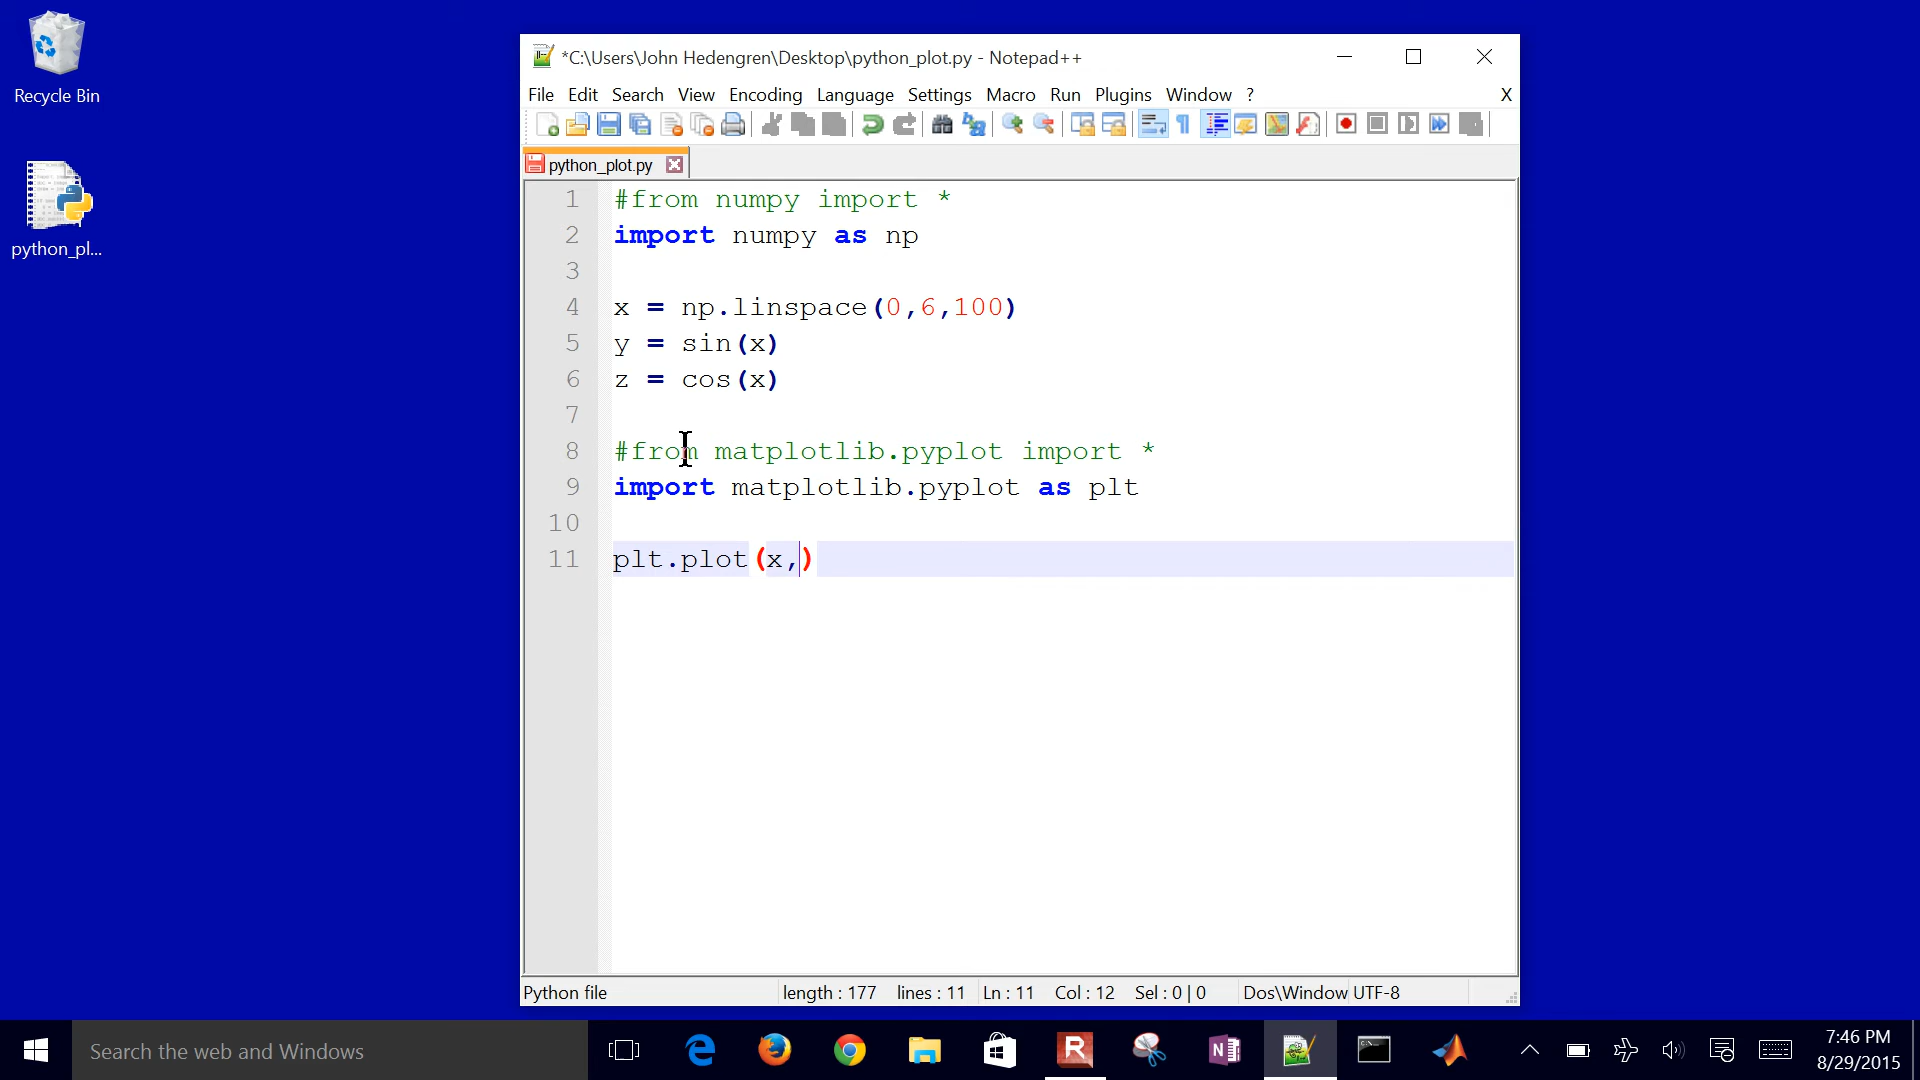 Recycle Bin
python_pl...
*C:\Users\John Hedengren\Desktop\python_plot.py - Notepad++
File Edit Search View Encoding Language Settings Macro Run Plugins Window ? X
python_plot.py
1 #from numpy import *
2 import numpy as np
3
4 x = np.linspace(0,6,100)
5 y = sin(x)
6 z = cos(x)
7
8 #from matplotlib.pyplot import *
9 import matplotlib.pyplot as plt
10
11 plt.plot(x,)
Python file length : 177 lines : 11 Ln : 11 Col : 12 Sel : 0 | 0 Dos\Window UTF-8
Search the web and Windows
7:46 PM
8/29/2015